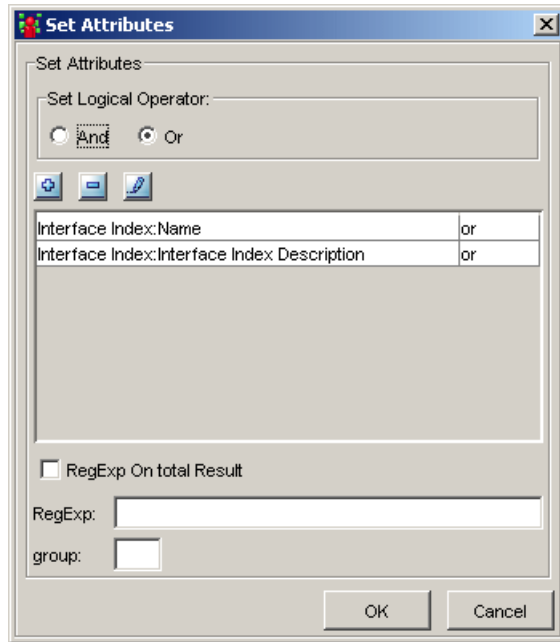 Set Attributes
Set Attributes
Set Logical Operator:
And Or
Interface Index:Name or
Interface Index:Interface Index Description or
RegExp On total Result
RegExp:
group:
OK Cancel